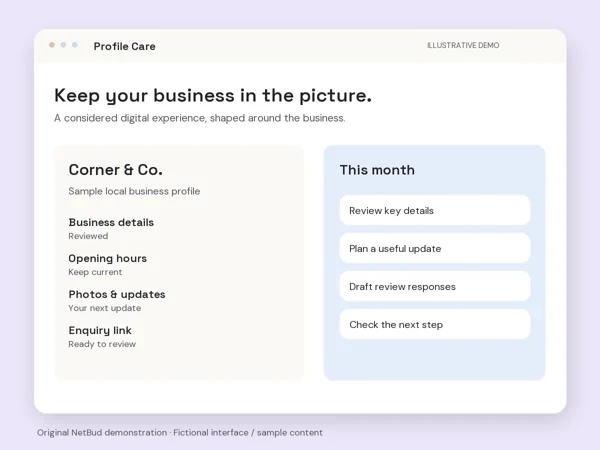 Profile Care
ILLUSTRATIVE DEMO
Keep your business in the picture.
A considered digital experience, shaped around the business.
Corner & Co.
Sample local business profile
Business details
Reviewed
Opening hours
Keep current
Photos & updates
Your next update
Enquiry link
Ready to review
This month
Review key details
Plan a useful update
Draft review responses
Check the next step
Original NetBud demonstration · Fictional interface / sample content